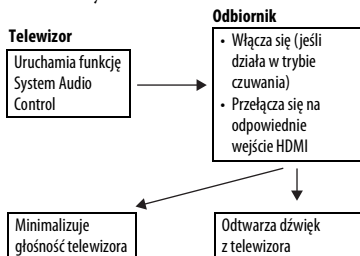 Odbiornik
Telewizor
Uruchamia funkcję
System Audio
Control
• Włącza się (jeśli
działa w trybie
czuwania)
• Przełącza się na
odpowiednie
wejście HDMI
Minimalizuje
głośność telewizora
Odtwarza dźwięk
z telewizora